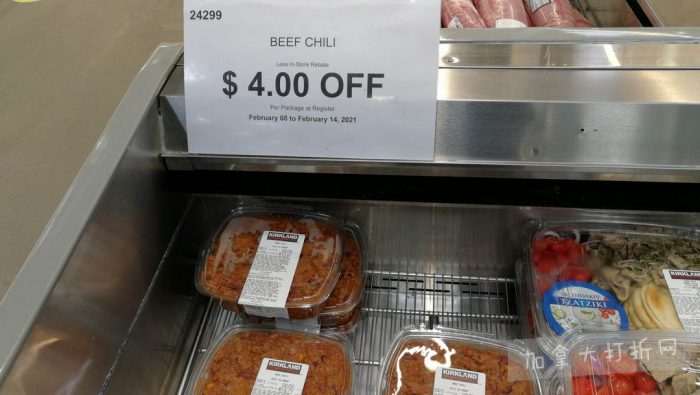 24299
BEEF CHILI
Less In-Store Rebate
$ 4.00 OFF
Per Package at Register
February 08 to February 14, 2021
KIRKLAND
TZATZIKI
KIRKLAND
KIRKLAND
KIRKLAND
加拿大打折网